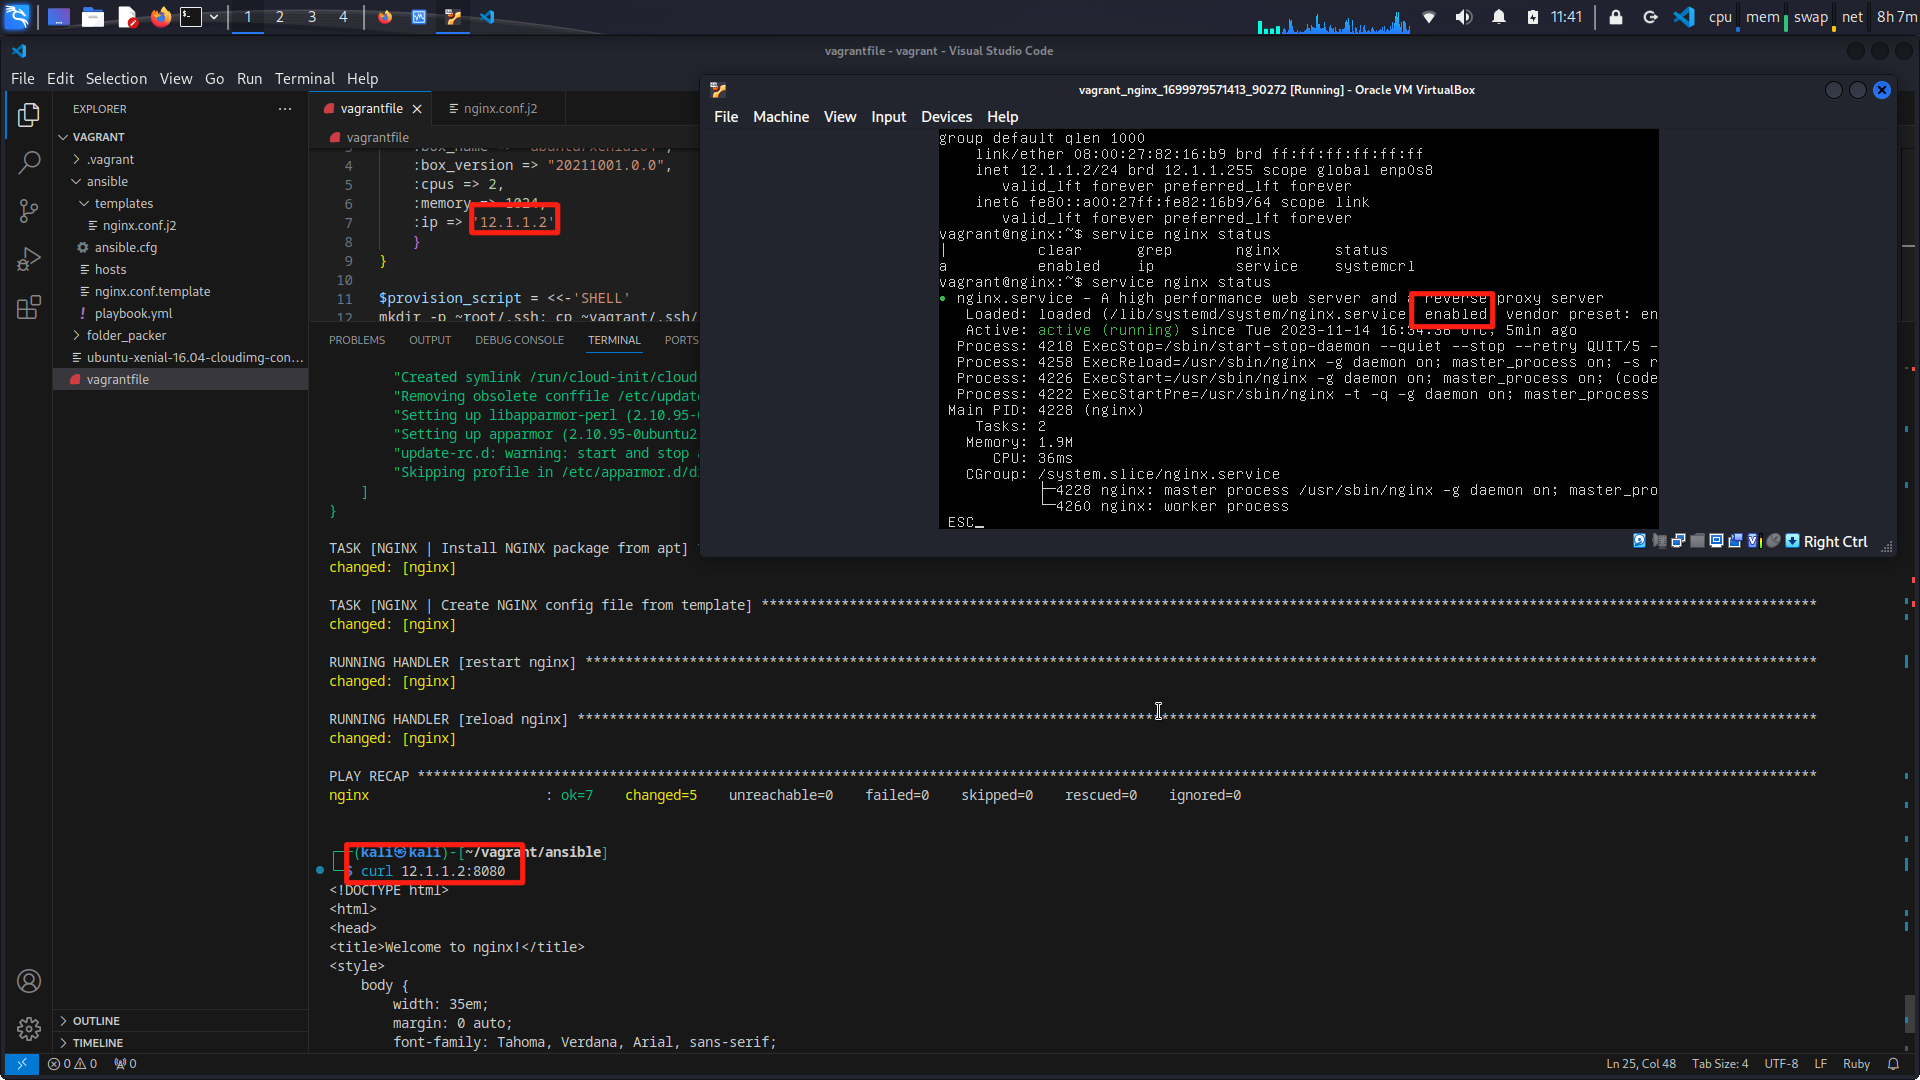 1 2 3 4
11:41
cpu mem swap net 8h 7m
vagrantfile - vagrant - Visual Studio Code
File Edit Selection View Go Run Terminal Help
EXPLORER
VAGRANT
.vagrant
ansible
templates
nginx.conf.j2
ansible.cfg
hosts
nginx.conf.template
playbook.yml
folder_packer
ubuntu-xenial-16.04-cloudimg-con...
vagrantfile
OUTLINE
TIMELINE
vagrantfile
nginx.conf.j2
vagrantfile
4 :box_version => "20211001.0.0",
5 :cpus => 2,
6 :memory => 1024,
7 :ip => '12.1.1.2'
8 }
9 }
10
11 $provision_script = <<-'SHELL'
12 mkdir -p ~root/.ssh; cp ~vagrant/.ssh/
PROBLEMS OUTPUT DEBUG CONSOLE TERMINAL PORTS
"Created symlink /run/cloud-init/cloud
"Removing obsolete conffile /etc/update
"Setting up libapparmor-perl (2.10.95-0
"Setting up apparmor (2.10.95-0ubuntu2
"update-rc.d: warning: start and stop
"Skipping profile in /etc/apparmor.d/d
]
}
TASK [NGINX | Install NGINX package from apt]
changed: [nginx]
TASK [NGINX | Create NGINX config file from template] ************************************************************************************************************************************
changed: [nginx]
RUNNING HANDLER [restart nginx] **********************************************************************************************************************************************************
changed: [nginx]
RUNNING HANDLER [reload nginx] ***********************************************************************************************************************************************************
changed: [nginx]
PLAY RECAP *******************************************************************************************************************************************************************************
nginx : ok=7 changed=5 unreachable=0 failed=0 skipped=0 rescued=0 ignored=0
(kali㉿kali)-[~/vagrant/ansible]
$ curl 12.1.1.2:8080
<!DOCTYPE html>
<html>
<head>
<title>Welcome to nginx!</title>
<style>
body {
width: 35em;
margin: 0 auto;
font-family: Tahoma, Verdana, Arial, sans-serif;
vagrant_nginx_1699979571413_90272 [Running] - Oracle VM VirtualBox
File Machine View Input Devices Help
group default qlen 1000
link/ether 08:00:27:82:16:b9 brd ff:ff:ff:ff:ff:ff
inet 12.1.1.2/24 brd 12.1.1.255 scope global enp0s8
valid_lft forever preferred_lft forever
inet6 fe80::a00:27ff:fe82:16b9/64 scope link
valid_lft forever preferred_lft forever
vagrant@nginx:~$ service nginx status
| clear grep nginx status
a enabled ip service systemcrl
vagrant@nginx:~$ service nginx status
● nginx.service - A high performance web server and a reverse proxy server
Loaded: loaded (/lib/systemd/system/nginx.service enabled vendor preset: en
Active: active (running) since Tue 2023-11-14 16:34:36 UTC; 5min ago
Process: 4218 ExecStop=/sbin/start-stop-daemon --quiet --stop --retry QUIT/5 -
Process: 4258 ExecReload=/usr/sbin/nginx -g daemon on; master_process on; -s r
Process: 4226 ExecStart=/usr/sbin/nginx -g daemon on; master_process on; (code
Process: 4222 ExecStartPre=/usr/sbin/nginx -t -q -g daemon on; master_process
Main PID: 4228 (nginx)
Tasks: 2
Memory: 1.9M
CPU: 36ms
CGroup: /system.slice/nginx.service
├─4228 nginx: master process /usr/sbin/nginx -g daemon on; master_pro
└─4260 nginx: worker process
ESC_
Right Ctrl
0 0 0
Ln 25, Col 48 Tab Size: 4 UTF-8 LF Ruby